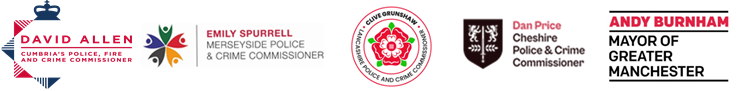 DAVID ALLEN
CUMBRIA'S POLICE, FIRE
AND CRIME COMMISSIONER
EMILY SPURRELL
MERSEYSIDE POLICE
& CRIME COMMISSIONER
CLIVE GRUNSHAW
LANCASHIRE POLICE AND CRIME COMMISSIONER
Dan Price
Cheshire
Police & Crime
Commissioner
ANDY BURNHAM
MAYOR OF
GREATER
MANCHESTER